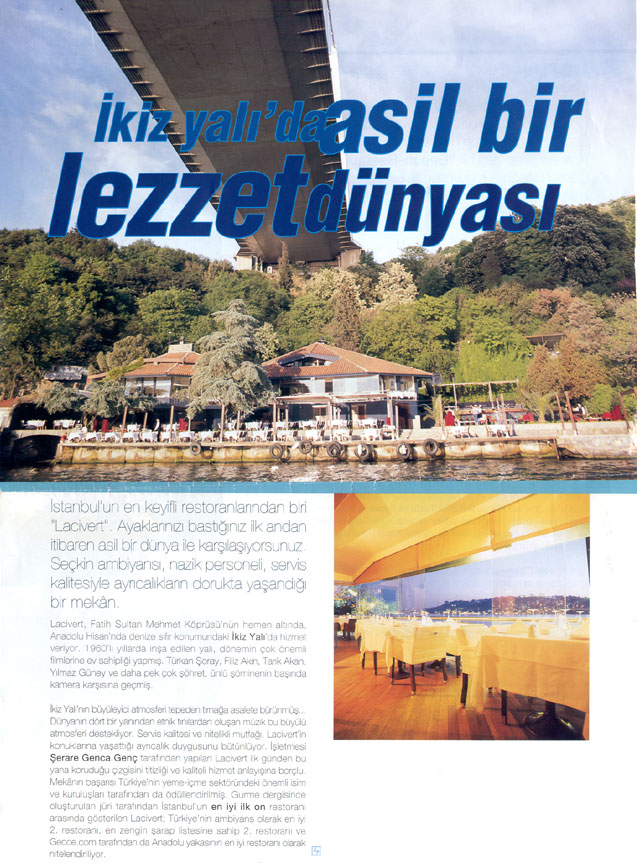 İkiz yalı'da asil bir
lezzet dünyası
İstanbul'un en keyifli restoranlarından biri
"Lacivert". Ayaklarınızı bastığınız ilk andan
itibaren asil bir dünya ile karşılaşıyorsunuz.
Seçkin ambiyansı, nazik personeli, servis
kalitesiyle ayrıcalıkların dorukta yaşandığı
bir mekân.
Lacivert, Fatih Sultan Mehmet Köprüsü'nün hemen altında,
Anadolu Hisarı'nda denize sıfır konumundaki İkiz Yalı'da hizmet
veriyor. 1960'lı yıllarda inşa edilen yalı, dönemin çok önemli
filmlerine ev sahipliği yapmış. Türkan Şoray, Filiz Akın, Tarık Akan,
Yılmaz Güney ve daha pek çok şöhret, ünlü şöminenin başında
kamera karşısına geçmiş.
İkiz Yalı'nın büyüleyici atmosferi tepeden tırnağa asalete bürünmüş...
Dünyanın dört bir yanından etnik tınılardan oluşan müzik bu büyülü
atmosferi destekliyor. Servis kalitesi ve nitelikli mutfağı, Lacivert'in
konuklarına yaşattığı ayrıcalık duygusunu bütünlüyor. İşletmesi
Şerare Genca Genç tarafından yapılan Lacivert ilk günden bu
yana koruduğu çizgisini titizliği ve kaliteli hizmet anlayışına borçlu.
Mekânın başarısı Türkiye'nin yeme-içme sektöründeki önemli isim
ve kuruluşları tarafından da ödüllendirilmiş. Gurme dergisince
oluşturulan jüri tarafından İstanbul'un en iyi ilk on restoranı
arasında gösterilen Lacivert; Türkiye'nin ambiyans olarak en iyi
2. restoranı, en zengin şarap listesine sahip 2. restoranı ve
Gecce.com tarafından da Anadolu yakasının en iyi restoranı olarak
nitelendiriliyor.